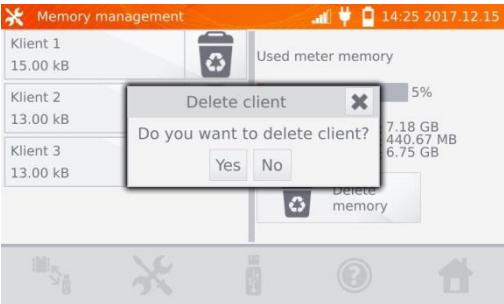 Memory management
14:25 2017.12.15
Klient 1
15.00 kB
Used meter memory
Klient 2
13.00 kB
5%
Delete client
Do you want to delete client?
Yes No
7.18 GB
440.67 MB
6.75 GB
Klient 3
13.00 kB
Delete
memory